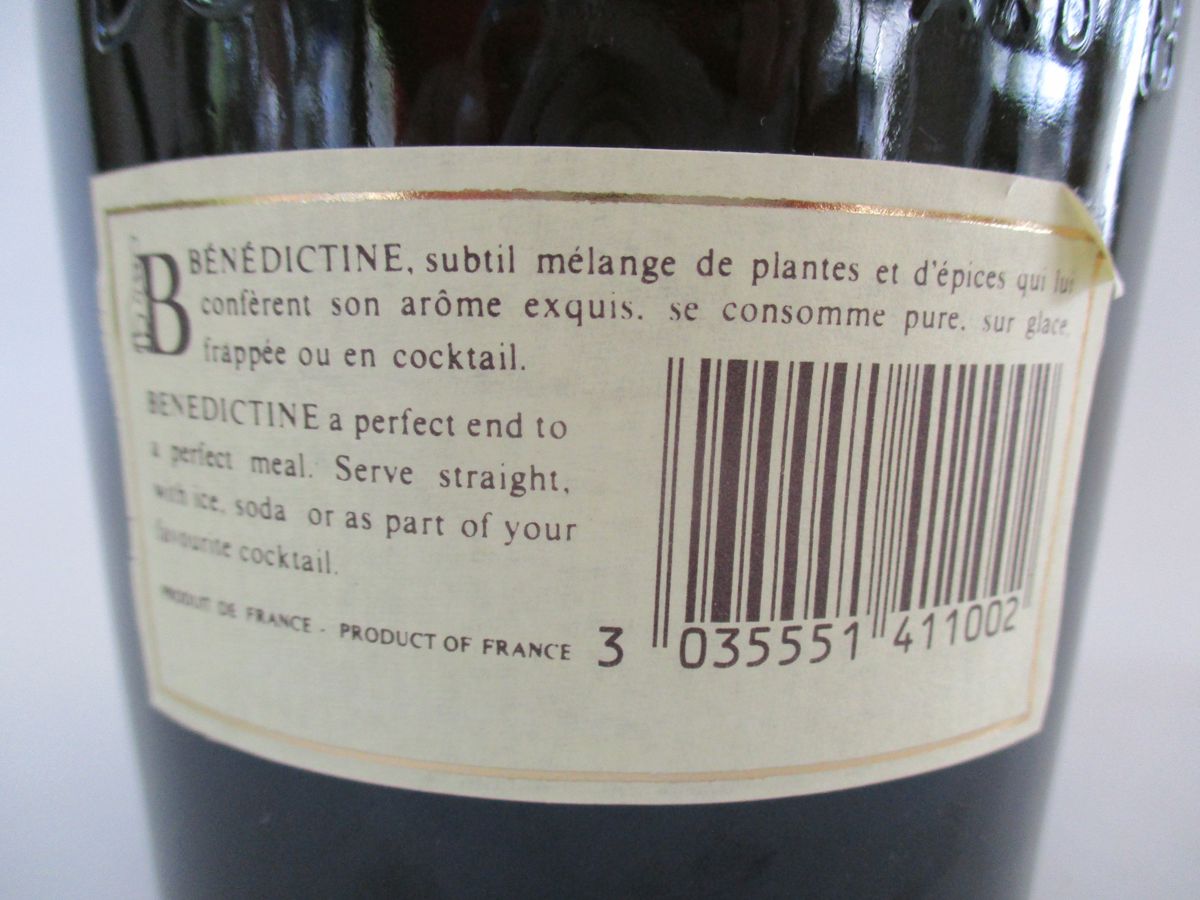 BÉNÉDICTINE, subtil mélange de plantes et d'épices qui lui
confèrent son arôme exquis. se consomme pure. sur glace,
frappée ou en cocktail.
BENEDICTINE a perfect end to
a perfect meal. Serve straight,
with ice, soda or as part of your
favourite cocktail.
PRODUIT DE FRANCE - PRODUCT OF FRANCE
3 035551 411002